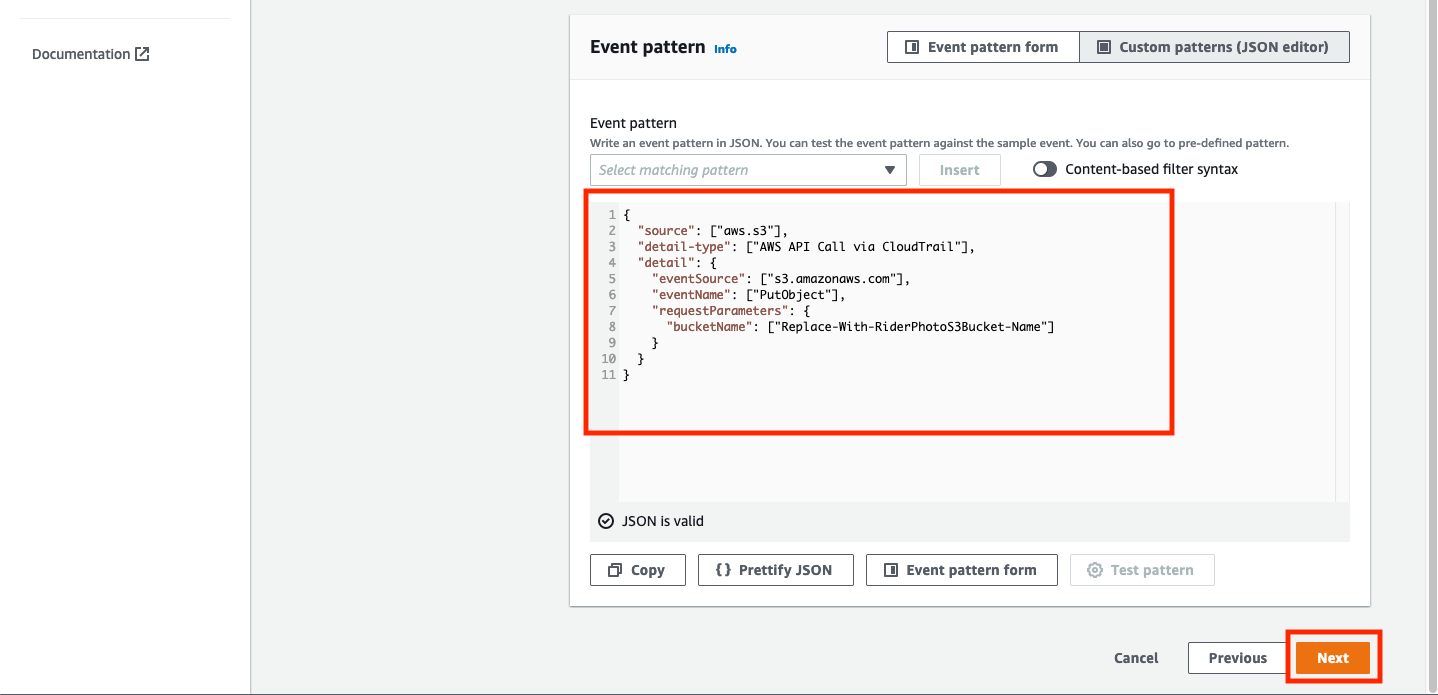 Documentation
Event pattern Info
Event pattern form
Custom patterns (JSON editor)
Event pattern
Write an event pattern in JSON. You can test the event pattern against the sample event. You can also go to pre-defined pattern.
Select matching pattern
Insert
Content-based filter syntax
1 {
2   "source": ["aws.s3"],
3   "detail-type": ["AWS API Call via CloudTrail"],
4   "detail": {
5     "eventSource": ["s3.amazonaws.com"],
6     "eventName": ["PutObject"],
7     "requestParameters": {
8       "bucketName": ["Replace-With-RiderPhotoS3Bucket-Name"]
9     }
10   }
11 }
JSON is valid
Copy
{ } Prettify JSON
Event pattern form
Test pattern
Cancel
Previous
Next